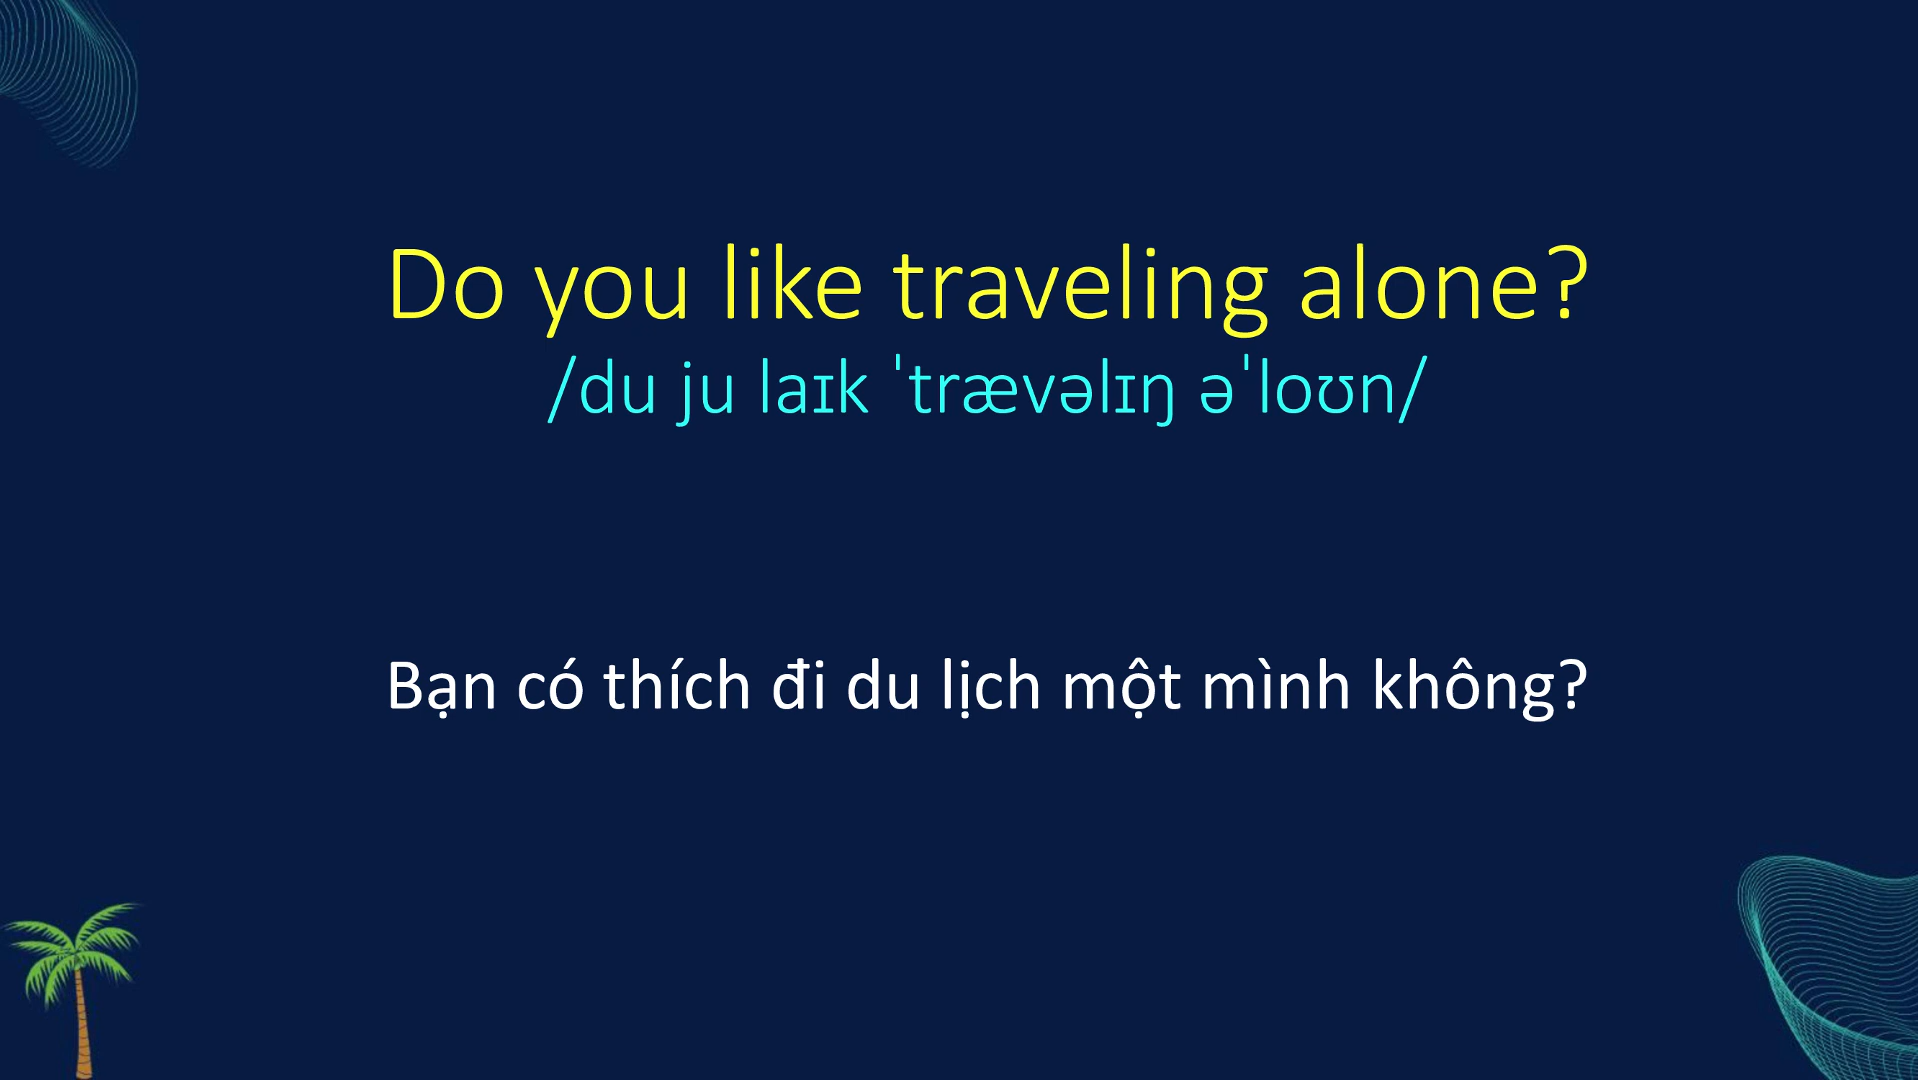 Do you like traveling alone?
/du ju laɪk ˈtrævəlɪŋ əˈloʊn/
Bạn có thích đi du lịch một mình không?